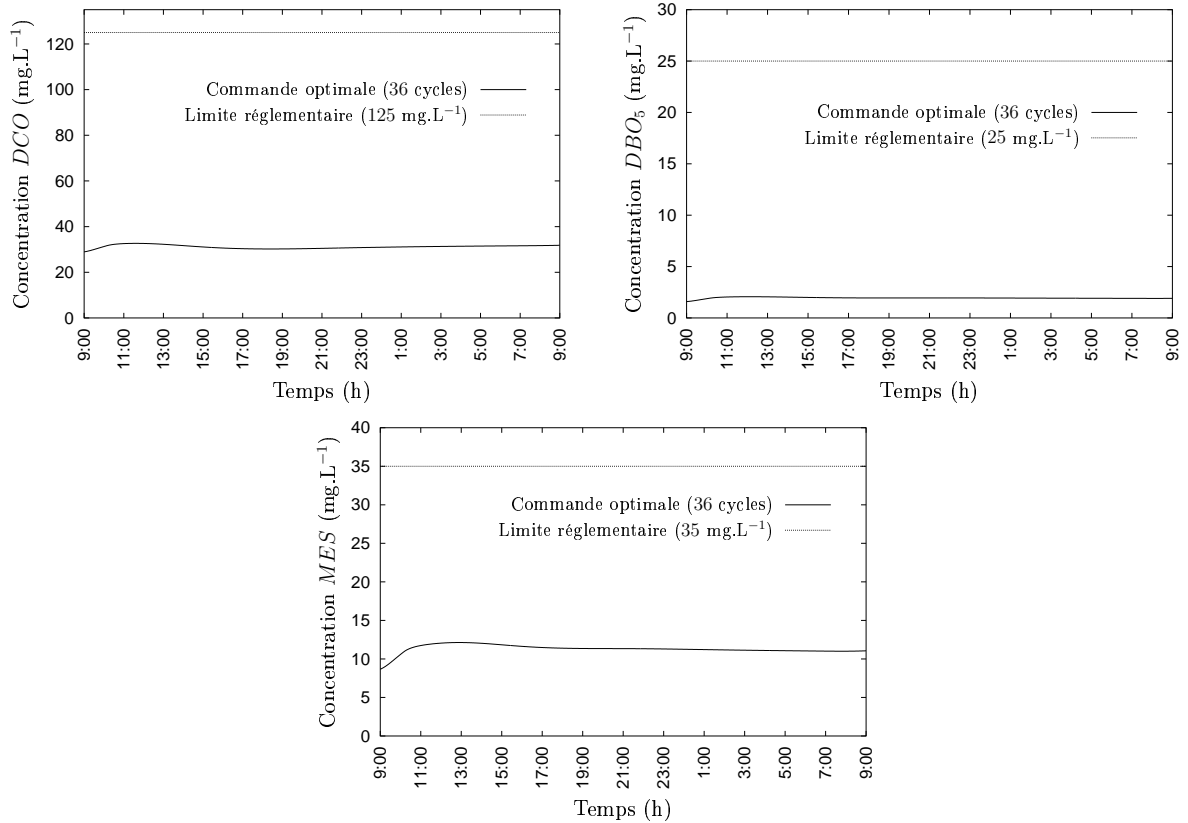 Concentration DCO (mg.L⁻¹)
120
100
80
60
40
20
0
Commande optimale (36 cycles)
Limite réglementaire (125 mg.L⁻¹)
9:00 11:00 13:00 15:00 17:00 19:00 21:00 23:00 1:00 3:00 5:00 7:00 9:00
Temps (h)
Concentration DBO₅ (mg.L⁻¹)
30
25
20
15
10
5
0
Commande optimale (36 cycles)
Limite réglementaire (25 mg.L⁻¹)
9:00 11:00 13:00 15:00 17:00 19:00 21:00 23:00 1:00 3:00 5:00 7:00 9:00
Temps (h)
Concentration MES (mg.L⁻¹)
40
35
30
25
20
15
10
5
0
Commande optimale (36 cycles)
Limite réglementaire (35 mg.L⁻¹)
9:00 11:00 13:00 15:00 17:00 19:00 21:00 23:00 1:00 3:00 5:00 7:00 9:00
Temps (h)